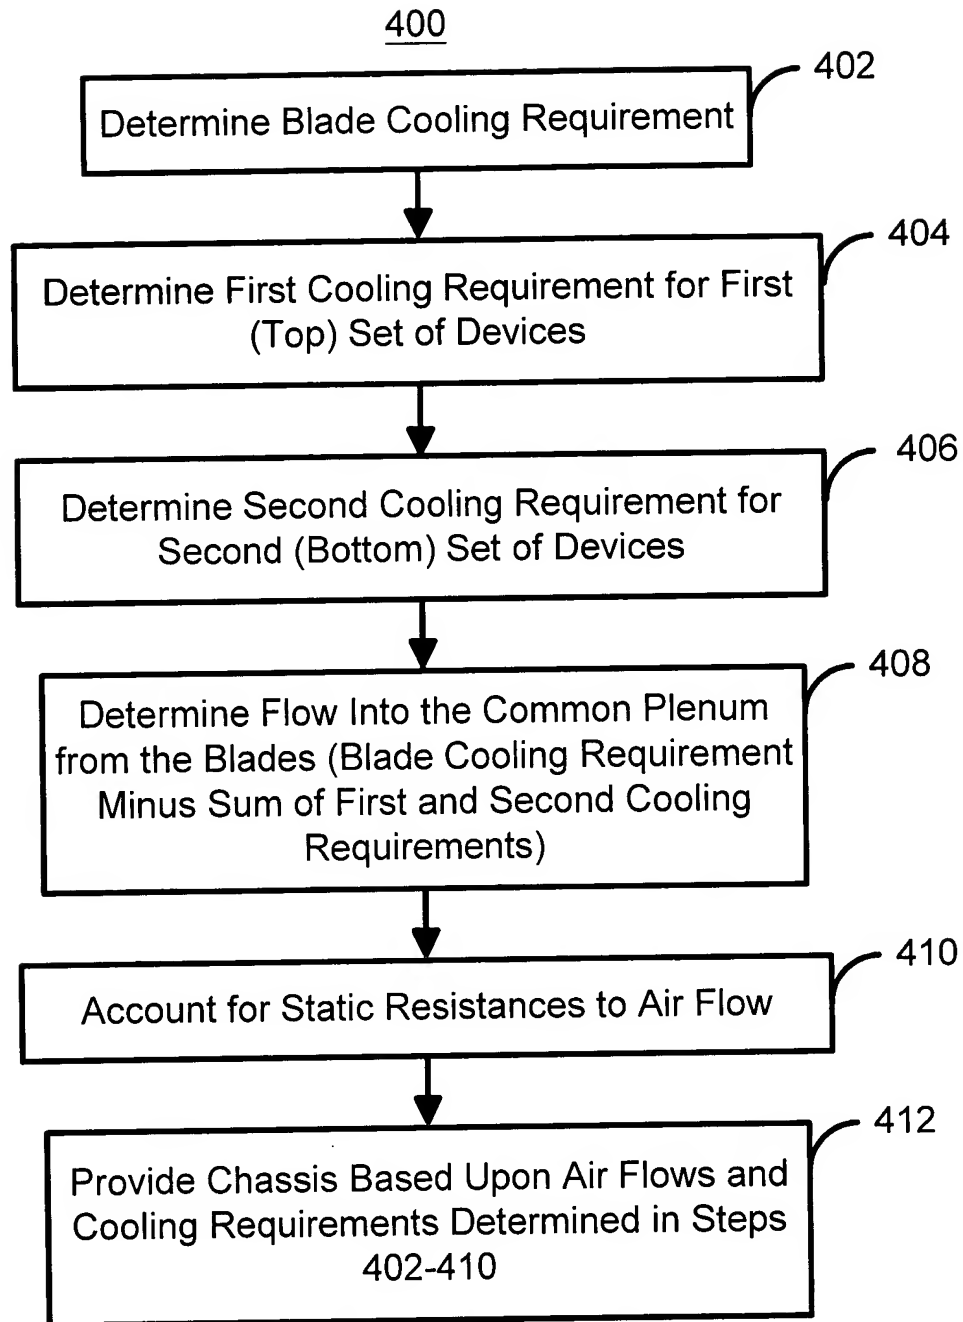 400
402
Determine Blade Cooling Requirement
404
Determine First Cooling Requirement for First
(Top) Set of Devices
406
Determine Second Cooling Requirement for
Second (Bottom) Set of Devices
408
Determine Flow Into the Common Plenum
from the Blades (Blade Cooling Requirement
Minus Sum of First and Second Cooling
Requirements)
410
Account for Static Resistances to Air Flow
412
Provide Chassis Based Upon Air Flows and
Cooling Requirements Determined in Steps
402-410